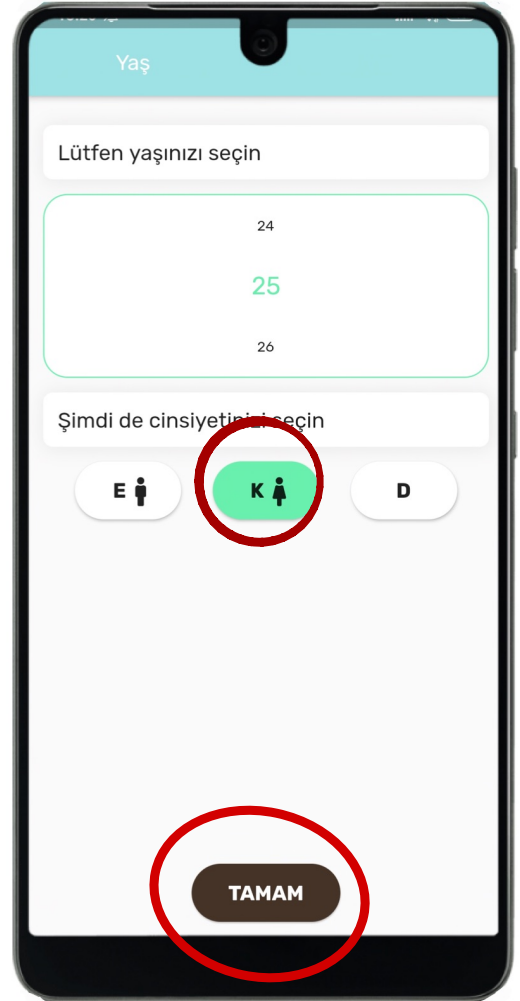 Yaş
Lütfen yaşınızı seçin
24
25
26
Şimdi de cinsiyetinizi seçin
E K D
TAMAM